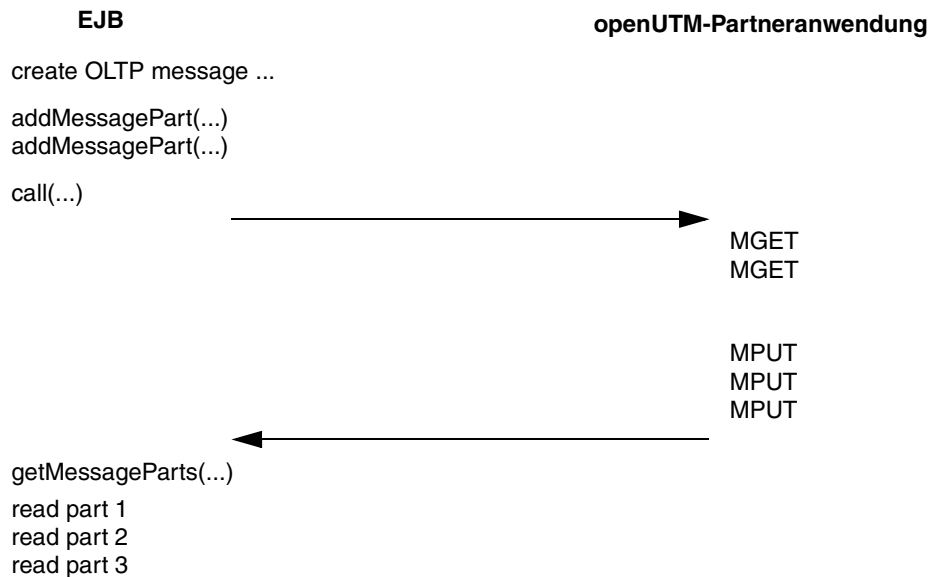 EJB
openUTM-Partneranwendung
create OLTP message ...
addMessagePart(...)
addMessagePart(...)
call(...)
MGET
MGET
MPUT
MPUT
MPUT
getMessageParts(...)
read part 1
read part 2
read part 3